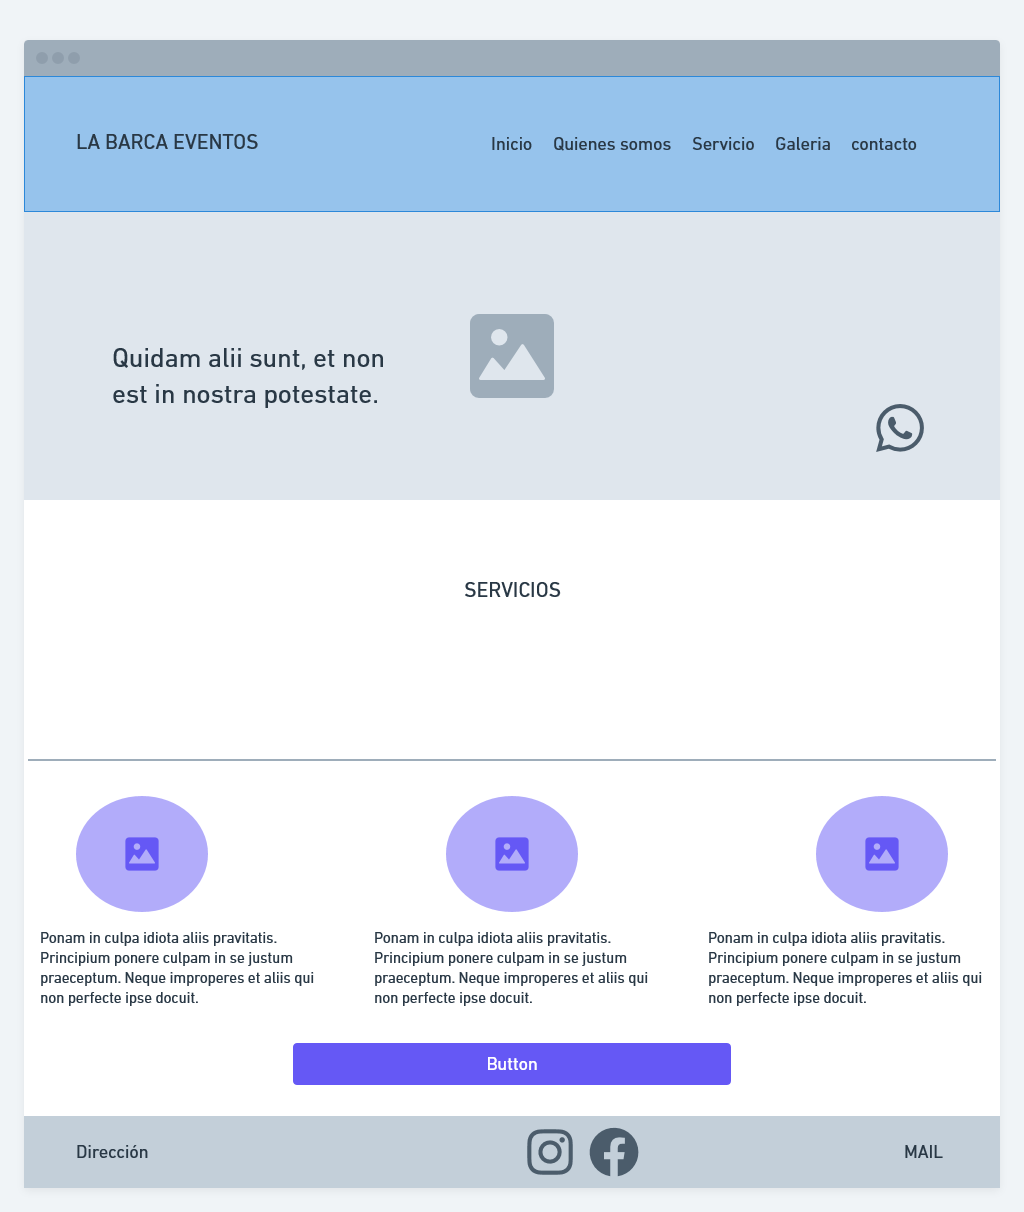 LA BARCA EVENTOS
Inicio Quienes somos Servicio Galeria contacto
Quidam alii sunt, et non
est in nostra potestate.
SERVICIOS
Ponam in culpa idiota aliis pravitatis.
Principium ponere culpam in se justum
praeceptum. Neque improperes et aliis qui
non perfecte ipse docuit.
Ponam in culpa idiota aliis pravitatis.
Principium ponere culpam in se justum
praeceptum. Neque improperes et aliis qui
non perfecte ipse docuit.
Ponam in culpa idiota aliis pravitatis.
Principium ponere culpam in se justum
praeceptum. Neque improperes et aliis qui
non perfecte ipse docuit.
Button
Dirección
MAIL